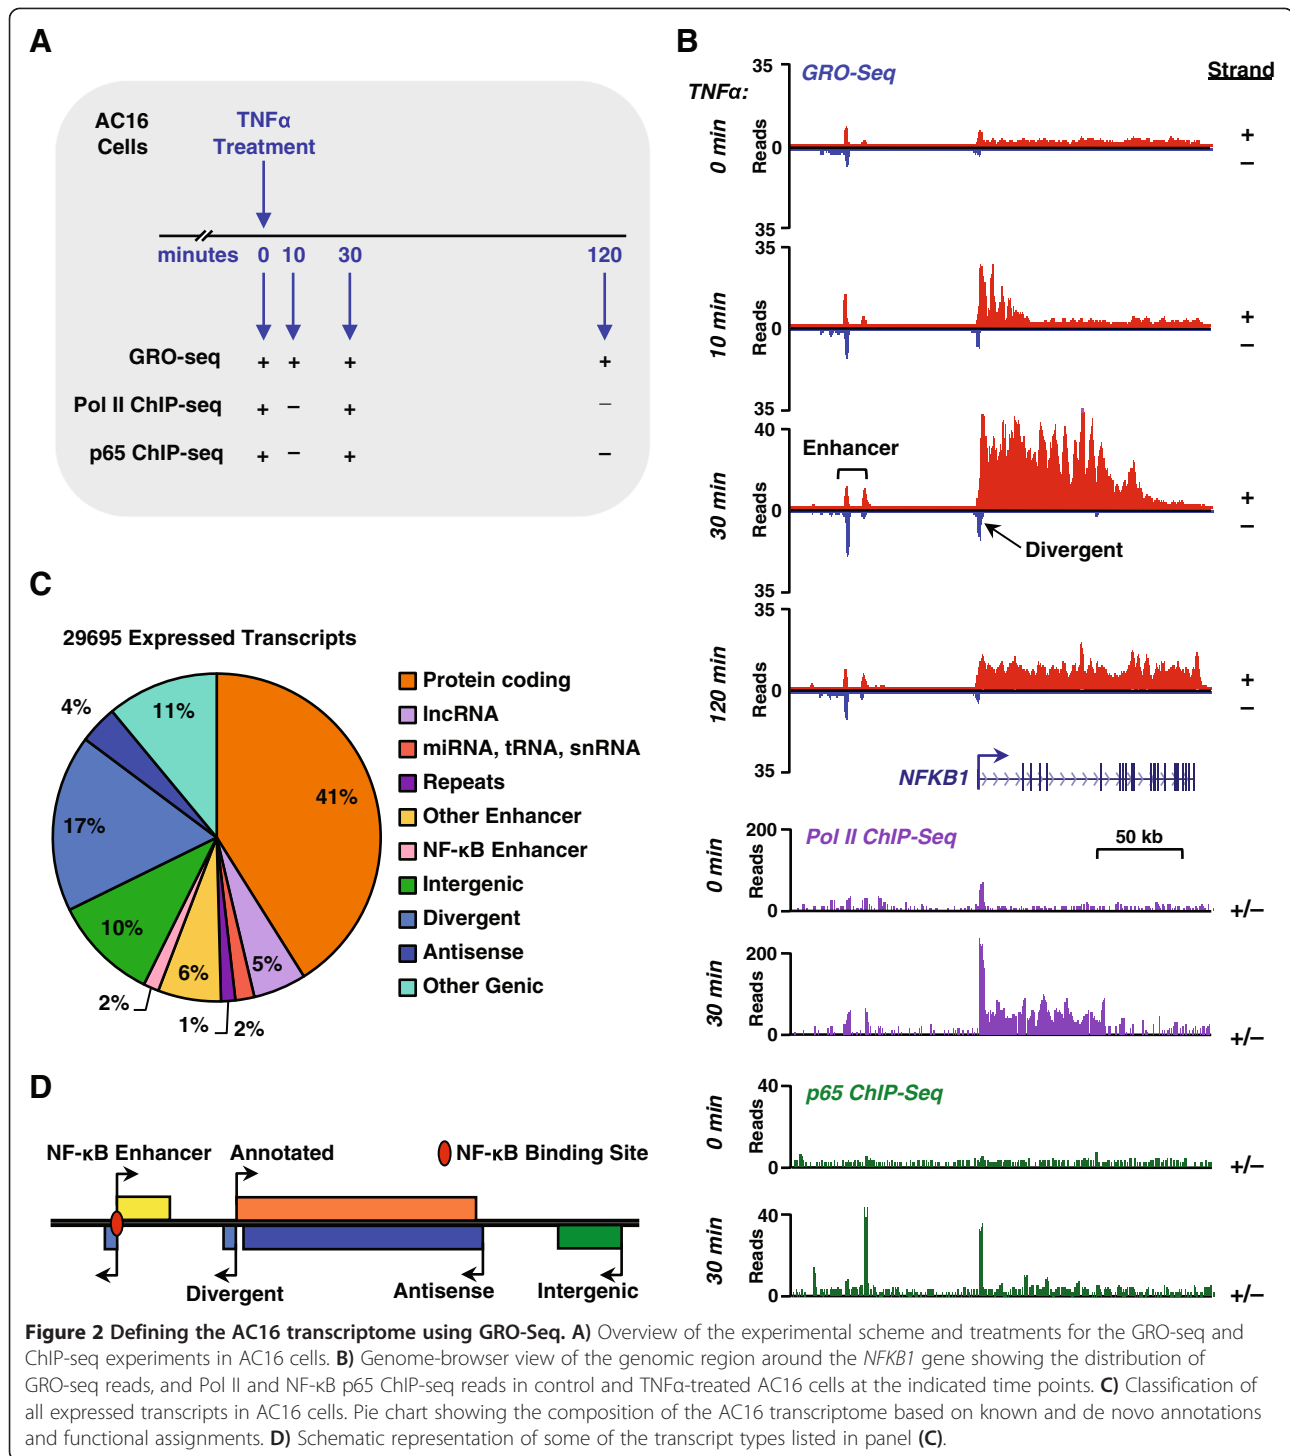 A
AC16
Cells
TNFα
Treatment
minutes 0 10 30 120
GRO-seq + + + +
Pol II ChIP-seq + − + −
p65 ChIP-seq + − + −
B
GRO-Seq
Strand
TNFα:
0 min
Reads
35
0
35
+
−
10 min
Reads
35
0
35
+
−
30 min
Reads
40
0
35
Enhancer
Divergent
+
−
120 min
Reads
35
0
35
+
−
NFKB1
Pol II ChIP-Seq
50 kb
0 min
Reads
200
0
+/−
30 min
Reads
200
0
+/−
p65 ChIP-Seq
0 min
Reads
40
0
+/−
30 min
Reads
40
0
+/−
C
29695 Expressed Transcripts
41%
5%
2%
1%
6%
2%
10%
17%
4%
11%
Protein coding
lncRNA
miRNA, tRNA, snRNA
Repeats
Other Enhancer
NF-κB Enhancer
Intergenic
Divergent
Antisense
Other Genic
D
NF-κB Enhancer
Annotated
NF-κB Binding Site
Divergent
Antisense
Intergenic
Figure 2 Defining the AC16 transcriptome using GRO-Seq. A) Overview of the experimental scheme and treatments for the GRO-seq and
ChIP-seq experiments in AC16 cells. B) Genome-browser view of the genomic region around the NFKB1 gene showing the distribution of
GRO-seq reads, and Pol II and NF-κB p65 ChIP-seq reads in control and TNFα-treated AC16 cells at the indicated time points. C) Classification of
all expressed transcripts in AC16 cells. Pie chart showing the composition of the AC16 transcriptome based on known and de novo annotations
and functional assignments. D) Schematic representation of some of the transcript types listed in panel (C).